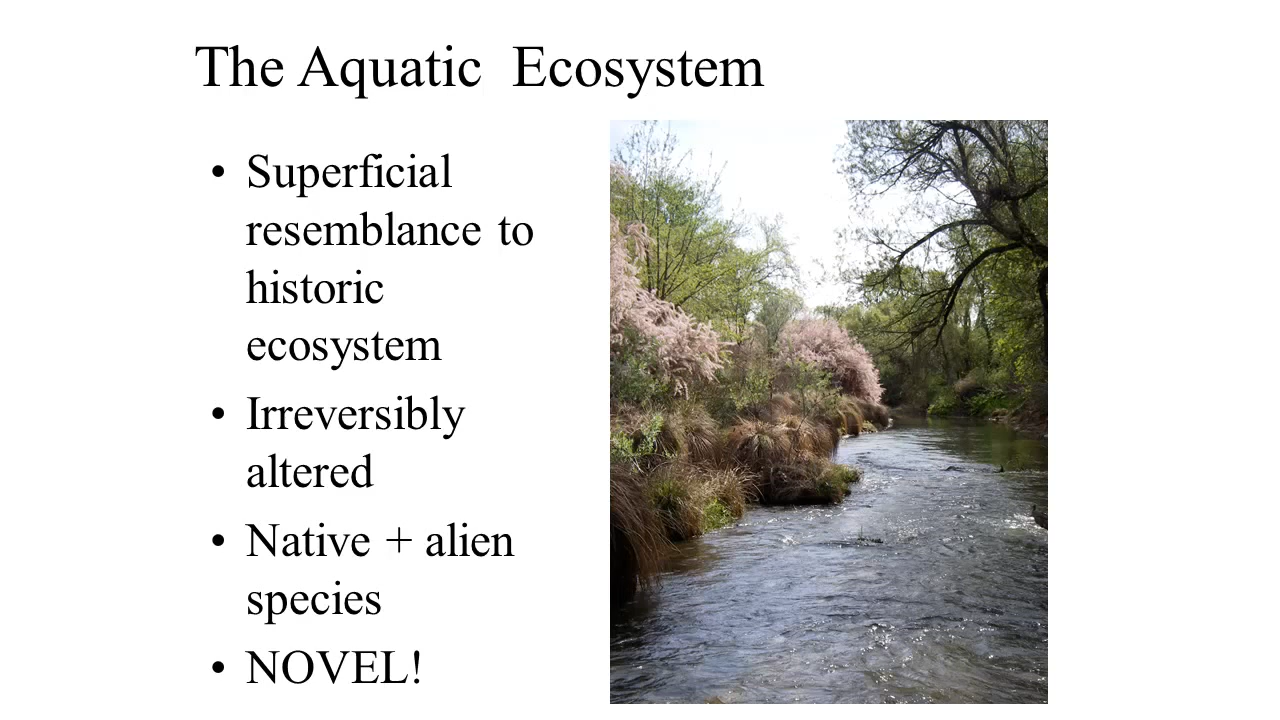 The Aquatic  Ecosystem
• Superficial
resemblance to
historic
ecosystem
• Irreversibly
altered
• Native + alien
species
• NOVEL!